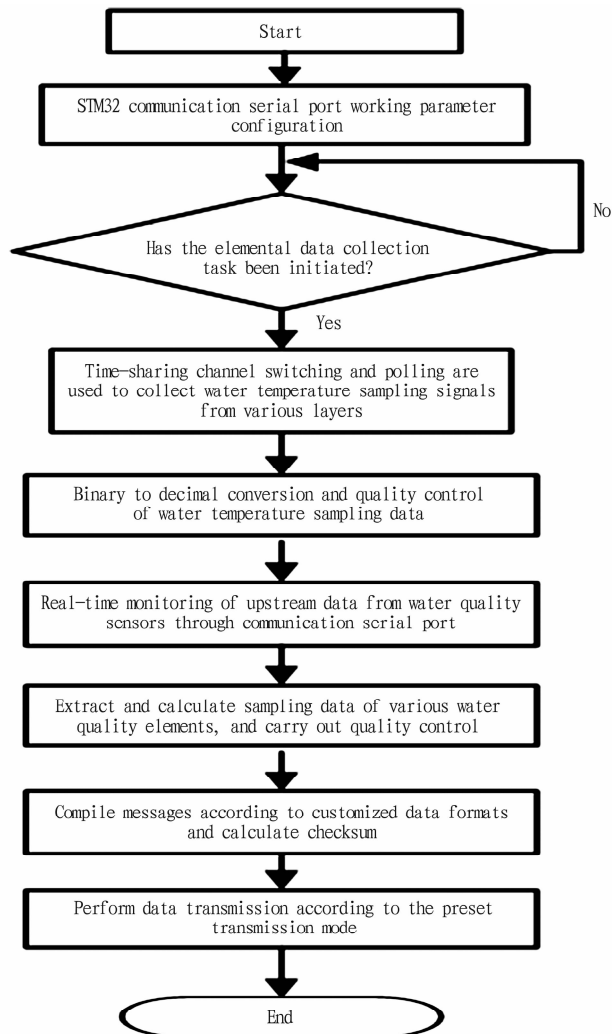 Start
STM32 communication serial port working parameter
configuration
No
Has the elemental data collection
task been initiated?
Yes
Time-sharing channel switching and polling are
used to collect water temperature sampling signals
from various layers
Binary to decimal conversion and quality control
of water temperature sampling data
Real-time monitoring of upstream data from water quality
scnsors through communication serial port
Extract and calculate sampling data of various water
quality elements, and carry out quality control
Compile messages according to customized data formats
and calculate checksum
Perform data transmission according to the preset
transmission mode
End